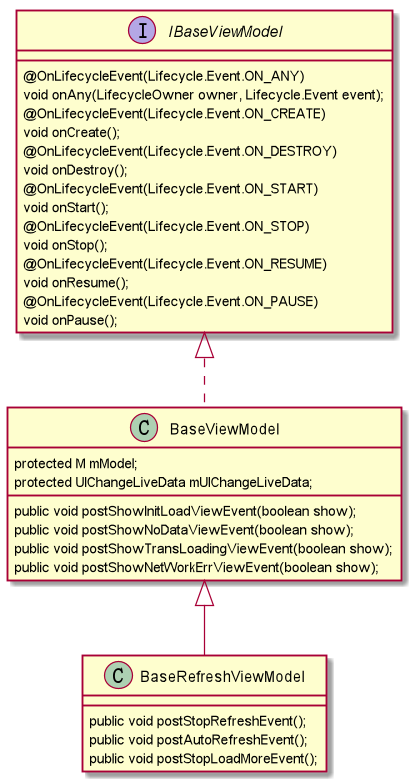 I IBaseViewModel
@OnLifecycleEvent(Lifecycle.Event.ON_ANY)
void onAny(LifecycleOwner owner, Lifecycle.Event event);
@OnLifecycleEvent(Lifecycle.Event.ON_CREATE)
void onCreate();
@OnLifecycleEvent(Lifecycle.Event.ON_DESTROY)
void onDestroy();
@OnLifecycleEvent(Lifecycle.Event.ON_START)
void onStart();
@OnLifecycleEvent(Lifecycle.Event.ON_STOP)
void onStop();
@OnLifecycleEvent(Lifecycle.Event.ON_RESUME)
void onResume();
@OnLifecycleEvent(Lifecycle.Event.ON_PAUSE)
void onPause();
C BaseViewModel
protected M mModel;
protected UIChangeLiveData mUIChangeLiveData;
public void postShowInitLoadViewEvent(boolean show);
public void postShowNoDataViewEvent(boolean show);
public void postShowTransLoadingViewEvent(boolean show);
public void postShowNetWorkErrViewEvent(boolean show);
C BaseRefreshViewModel
public void postStopRefreshEvent();
public void postAutoRefreshEvent();
public void postStopLoadMoreEvent();